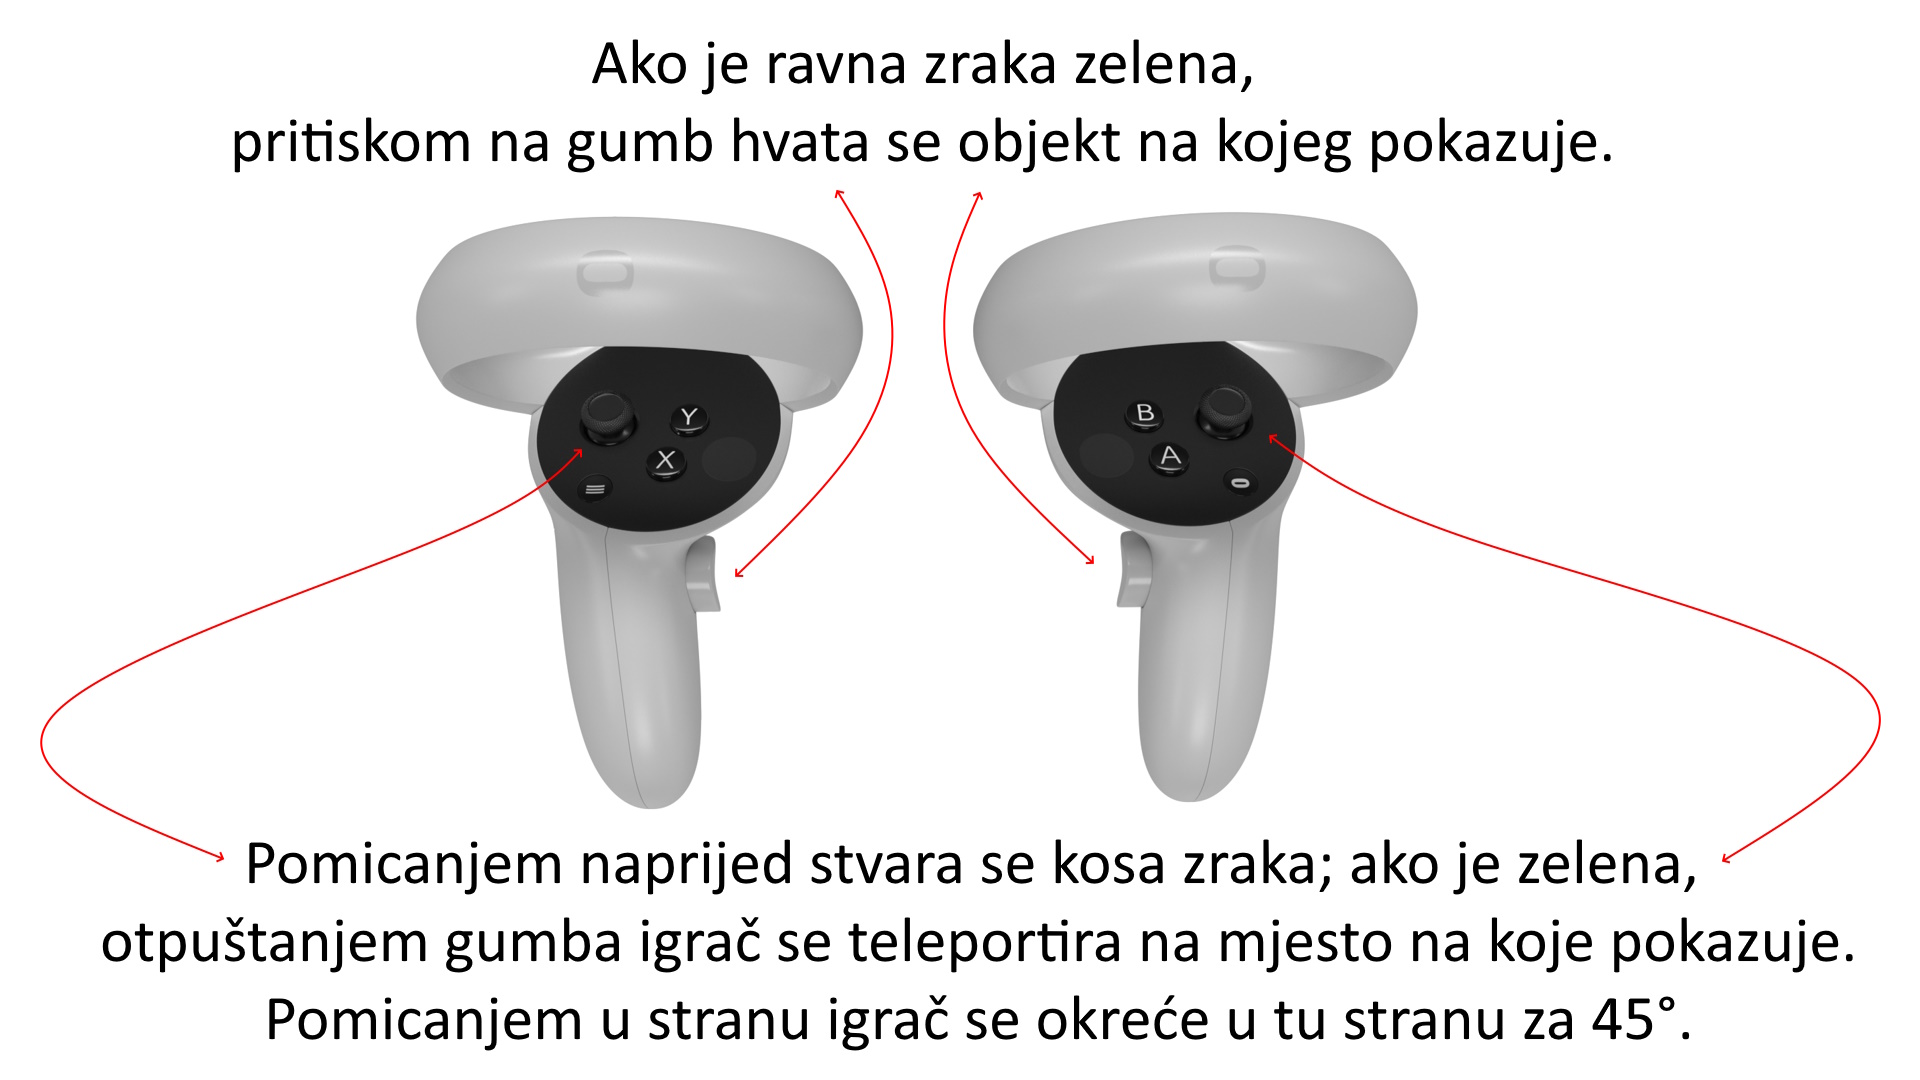 Ako je ravna zraka zelena,
pritiskom na gumb hvata se objekt na kojeg pokazuje.
Y
X
B
A
Pomicanjem naprijed stvara se kosa zraka; ako je zelena,
otpuštanjem gumba igrač se teleportira na mjesto na koje pokazuje.
Pomicanjem u stranu igrač se okreće u tu stranu za 45°.